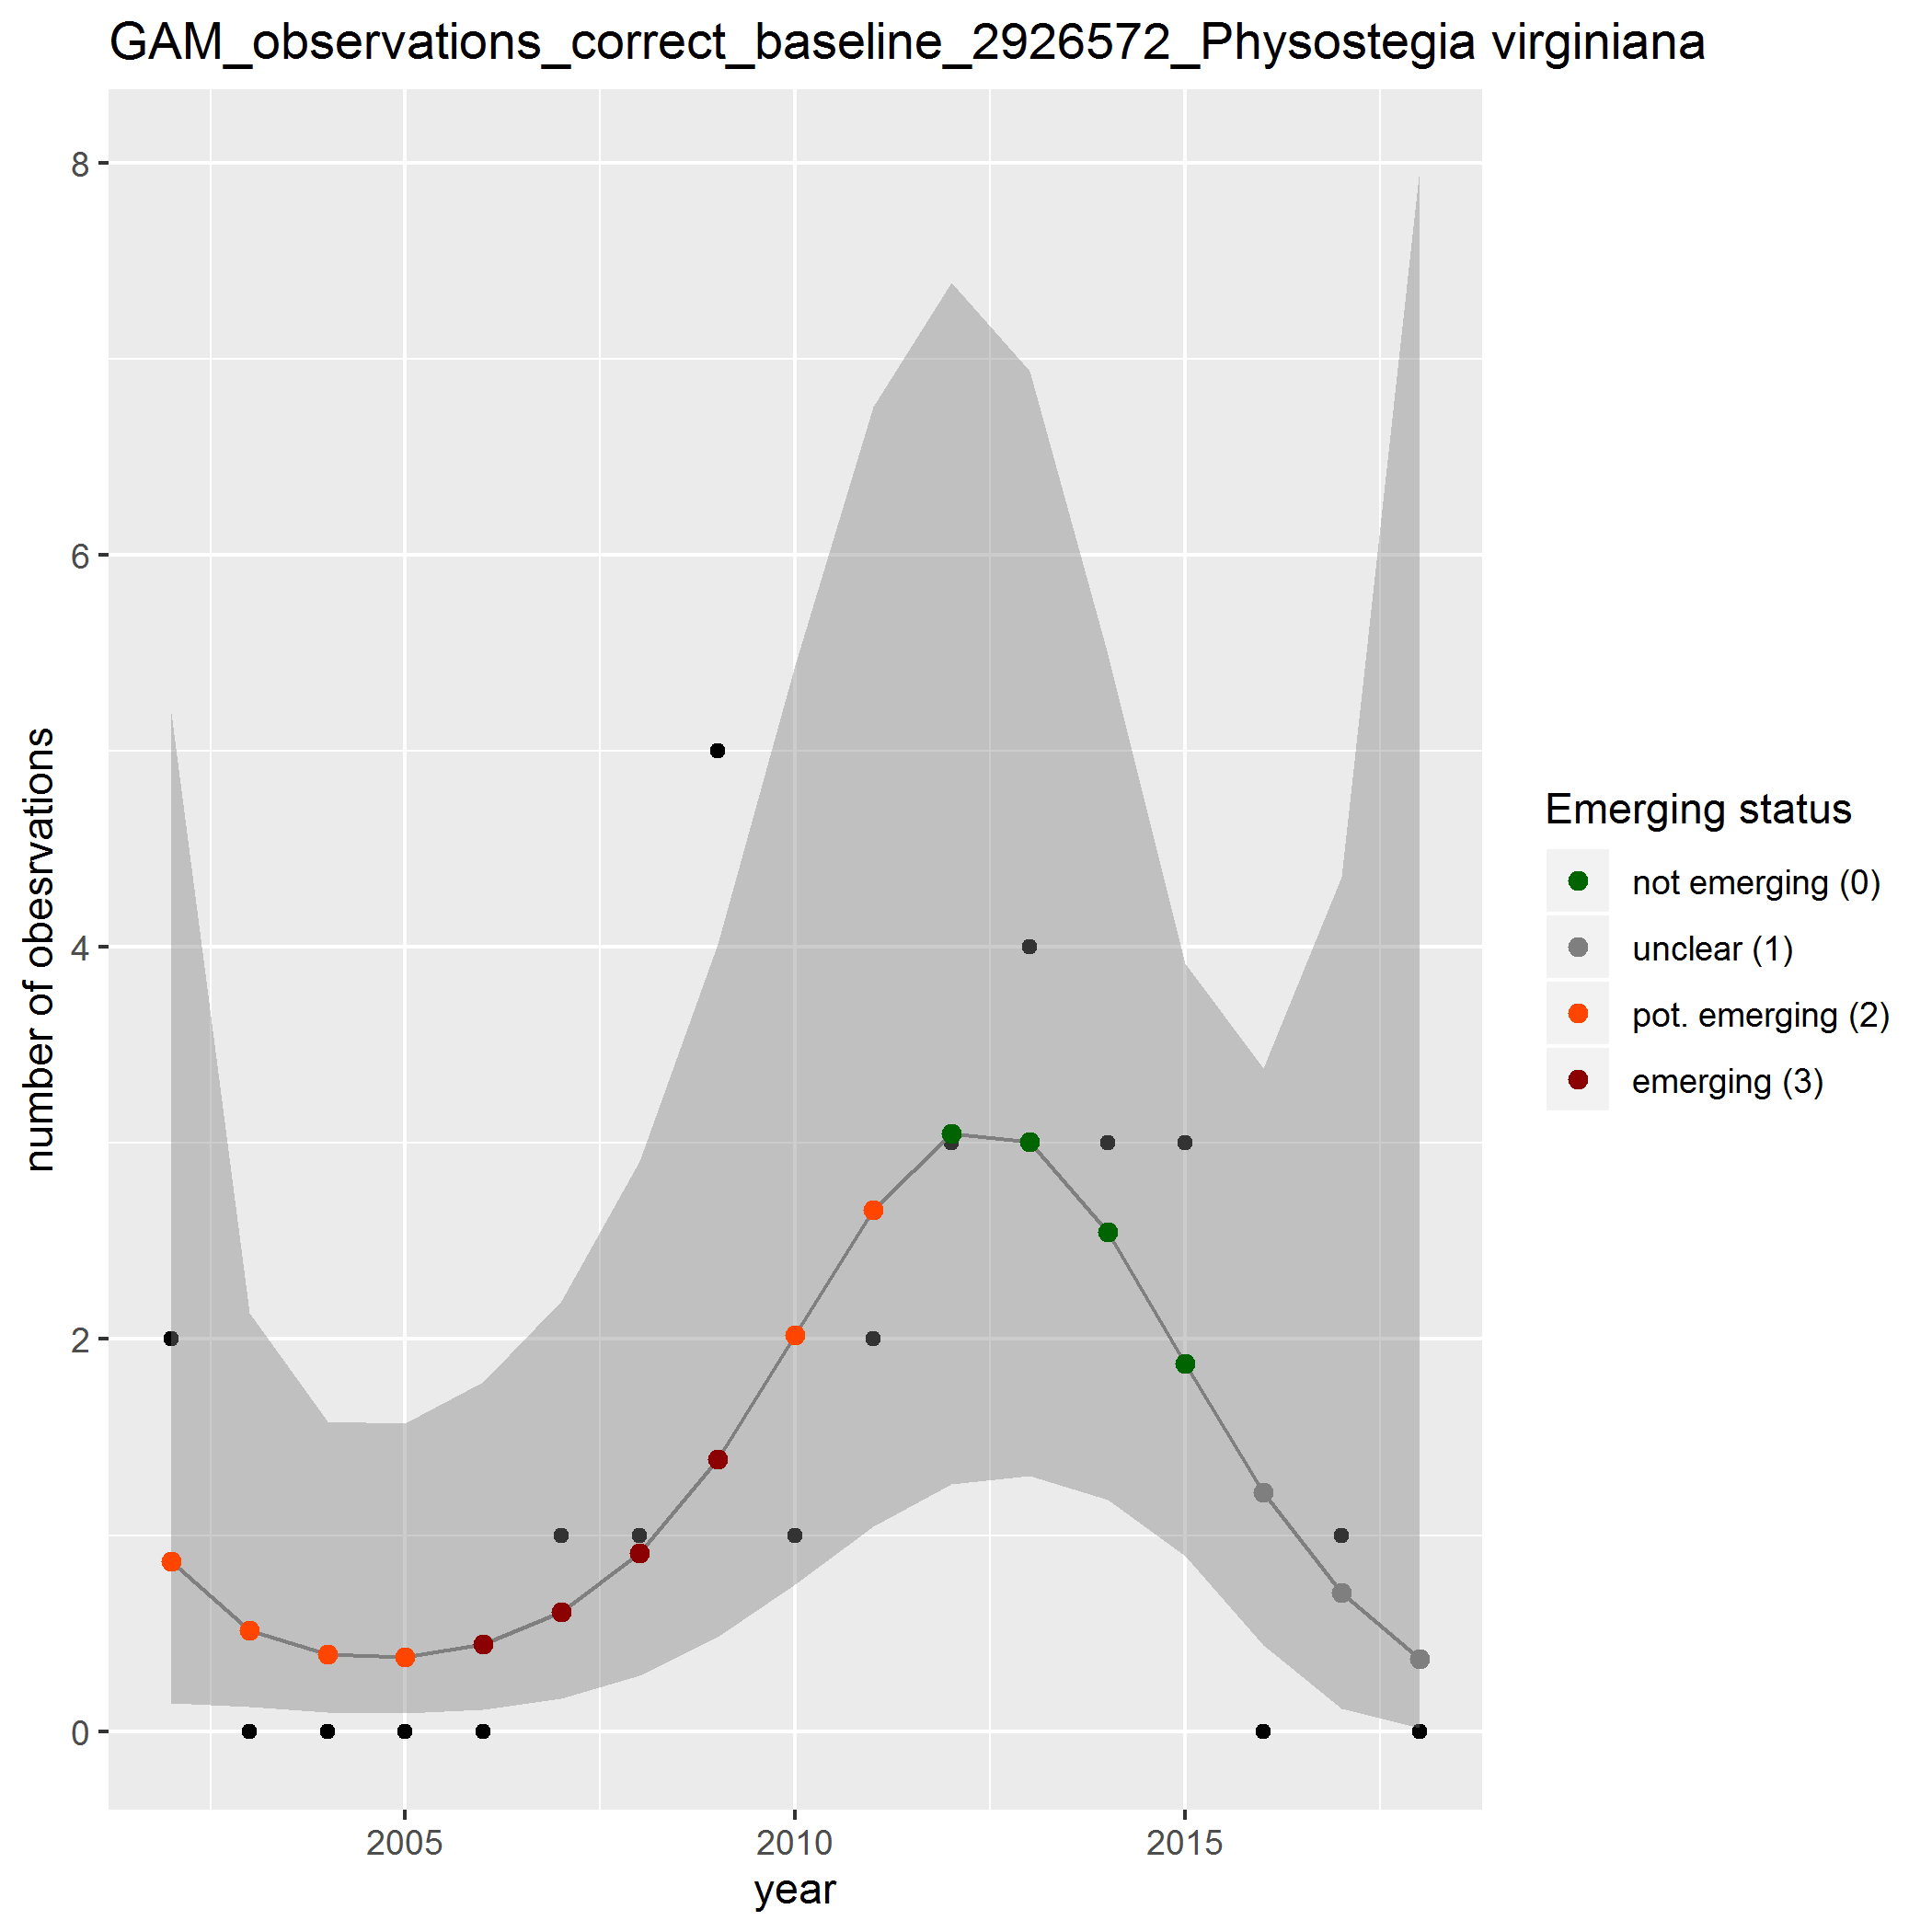 GAM_observations_correct_baseline_2926572_Physostegia virginiana
number of obesrvations
8
6
4
2
0
2005
2010
2015
year
Emerging status
not emerging (0)
unclear (1)
pot. emerging (2)
emerging (3)